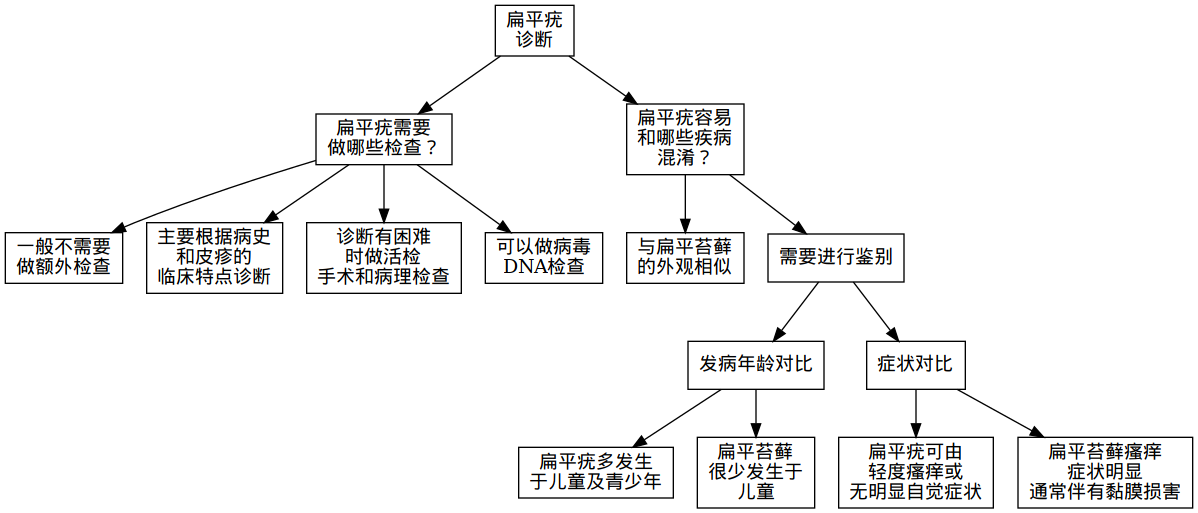 扁平疣
诊断
扁平疣需要
做哪些检查？
扁平疣容易
和哪些疾病
混淆？
一般不需要
做额外检查
主要根据病史
和皮疹的
临床特点诊断
诊断有困难
时做活检
手术和病理检查
可以做病毒
DNA检查
与扁平苔藓
的外观相似
需要进行鉴别
发病年龄对比
症状对比
扁平疣多发生
于儿童及青少年
扁平苔藓
很少发生于
儿童
扁平疣可由
轻度瘙痒或
无明显自觉症状
扁平苔藓瘙痒
症状明显
通常伴有黏膜损害